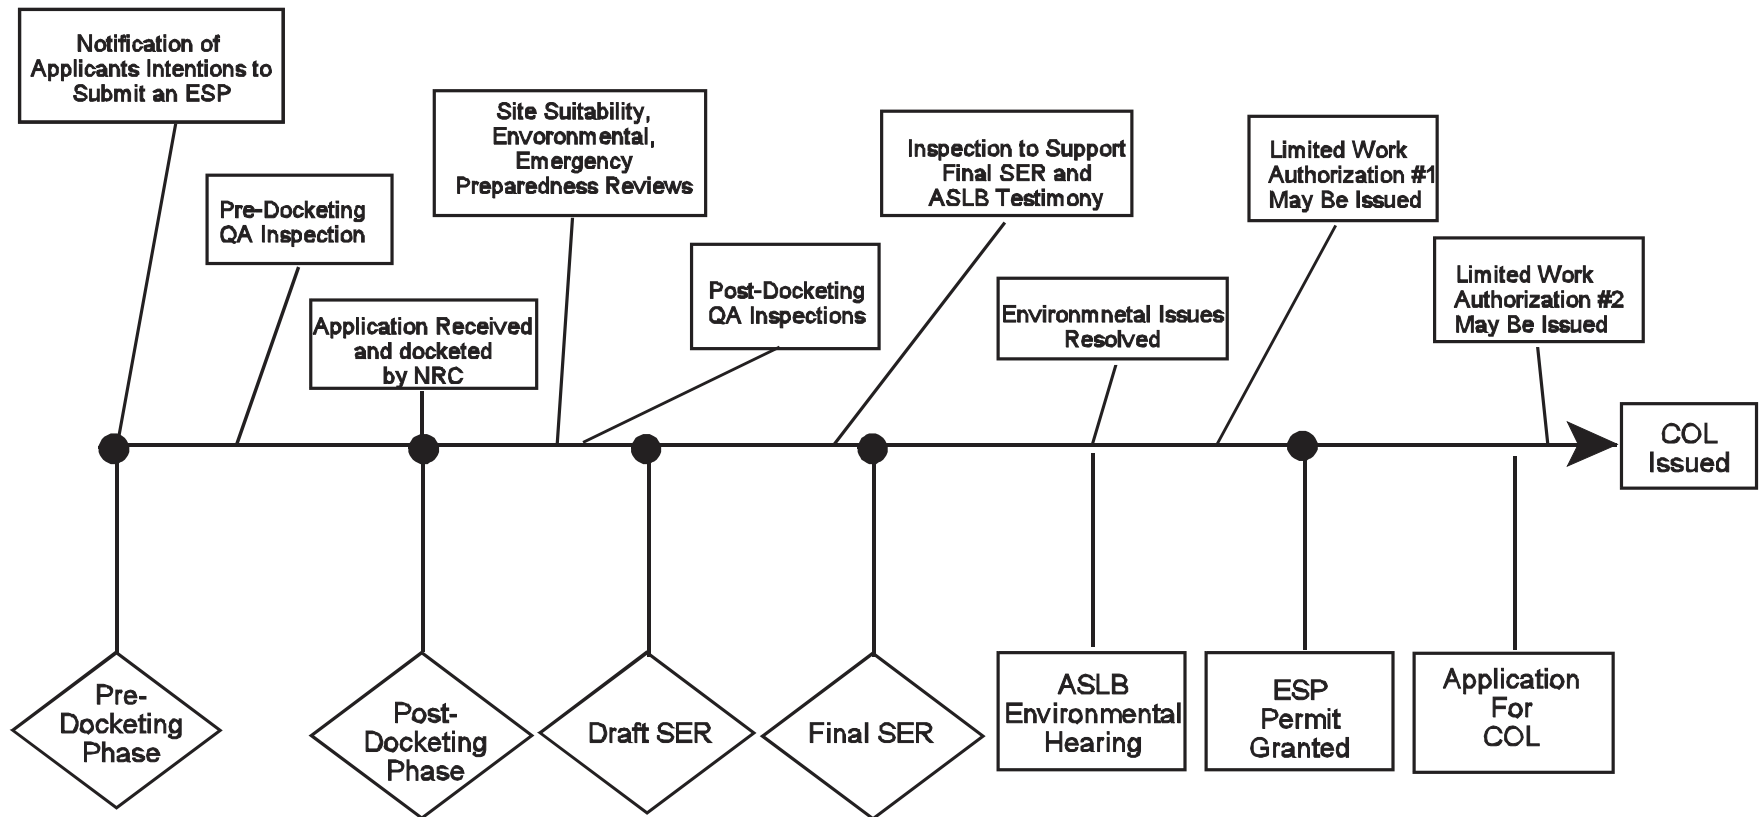 Notification of
Applicants Intentions to
Submit an ESP
Pre-Docketing
QA Inspection
Application Received
and docketed
by NRC
Site Suitability,
Envoronmental,
Emergency
Preparedness Reviews
Post-Docketing
QA Inspections
Inspection to Support
Final SER and
ASLB Testimony
Environmnetal Issues
Resolved
Limited Work
Authorization #1
May Be Issued
Limited Work
Authorization #2
May Be Issued
COL
Issued
Pre-
Docketing
Phase
Post-
Docketing
Phase
Draft SER
Final SER
ASLB
Environmental
Hearing
ESP
Permit
Granted
Application
For
COL